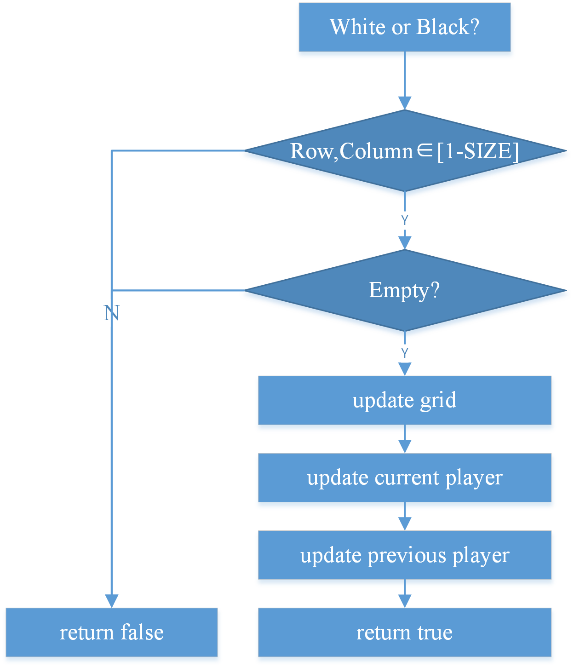 White or Black?
Row,Column∈[1-SIZE]
Y
Empty?
N
Y
update grid
update current player
update previous player
return false
return true